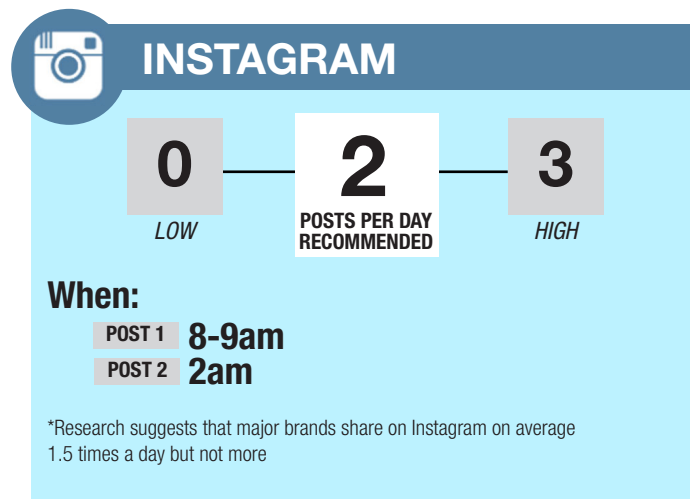 INSTAGRAM
0
2
3
LOW
POSTS PER DAY
RECOMMENDED
HIGH
When:
POST 1 8-9am
POST 2 2am
*Research suggests that major brands share on Instagram on average
1.5 times a day but not more